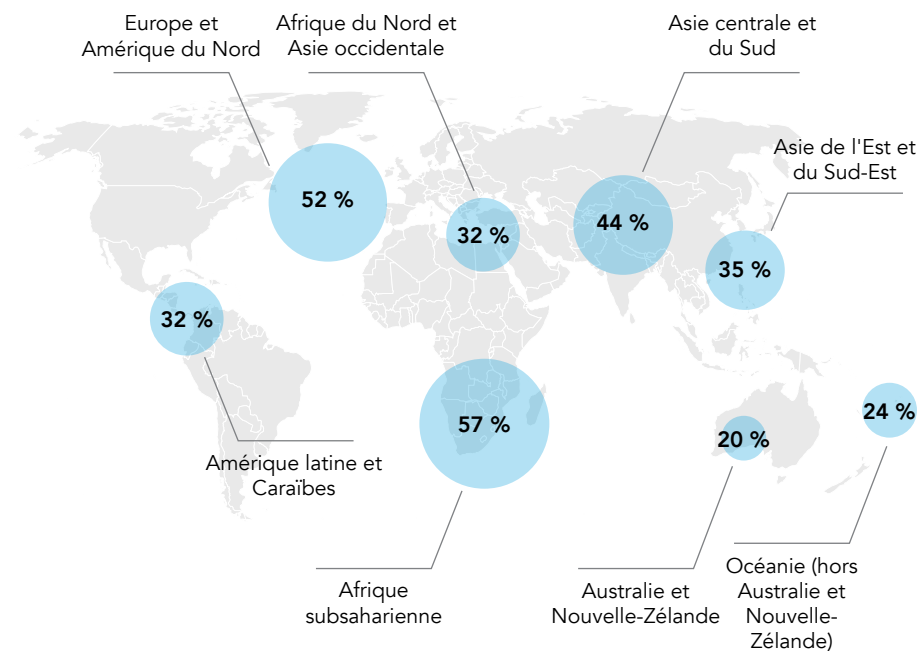 Europe et
Amérique du Nord
Afrique du Nord et
Asie occidentale
Asie centrale et
du Sud
Asie de l'Est et
du Sud-Est
52 %
32 %
44 %
35 %
32 %
57 %
20 %
24 %
Amérique latine et
Caraïbes
Afrique
subsaharienne
Australie et
Nouvelle-Zélande
Océanie (hors
Australie et
Nouvelle-
Zélande)